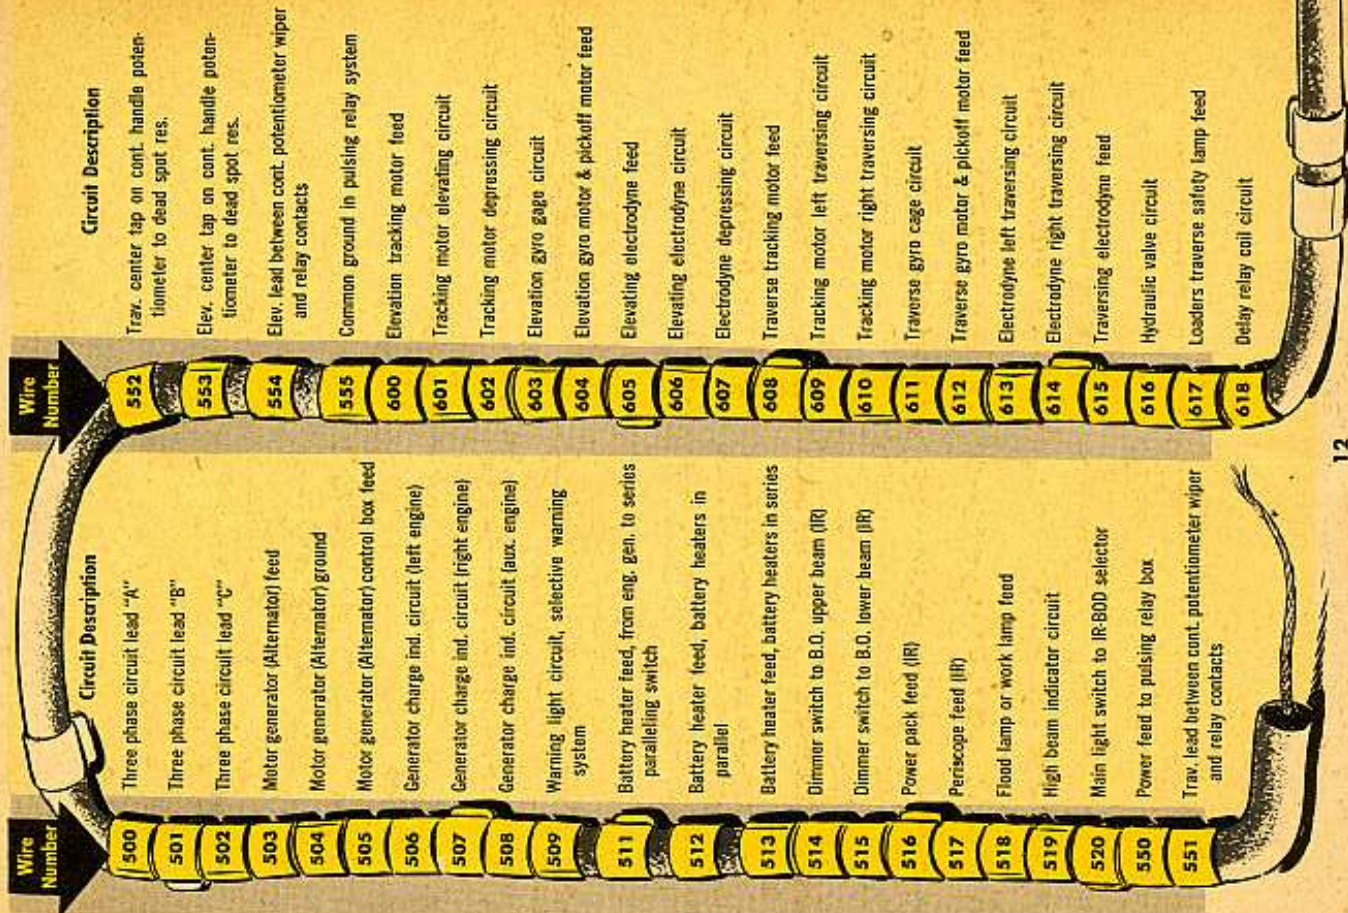 Wire
Number
Circuit Description
500 Three phase circuit lead "A"
501 Three phase circuit lead "B"
502 Three phase circuit lead "C"
503 Motor generator (Alternator) feed
504 Motor generator (Alternator) ground
505 Motor generator (Alternator) control box feed
506 Generator charge ind. circuit (left engine)
507 Generator charge ind. circuit (right engine)
508 Generator charge ind. circuit (aux. engine)
509 Warning light circuit, selective warning
system
511 Battery heater feed, from eng. gen. to series
paralleling switch
512 Battery heater feed, battery heaters in
parallel
513 Battery heater feed, battery heaters in series
514 Dimmer switch to B.O. upper beam (IR)
515 Dimmer switch to B.O. lower beam (IR)
516 Power pack feed (IR)
517 Periscope feed (IR)
518 Flood lamp or work lamp feed
519 High beam indicator circuit
520 Main light switch to IR-BOD selector
550 Power feed to pulsing relay box
551 Trav. lead between cont. potentiometer wiper
and relay contacts
Wire
Number
Circuit Description
552 Trav. center tap on cont. handle poten-
tiometer to dead spot res.
553 Elev. center tap on cont. handle poten-
tiometer to dead spot res.
554 Elev. lead between cont. potentiometer wiper
and relay contacts
555 Common ground in pulsing relay system
600 Elevation tracking motor feed
601 Tracking motor elevating circuit
602 Tracking motor depressing circuit
603 Elevation gyro gage circuit
604 Elevation gyro motor & pickoff motor feed
605 Elevating electrodyne feed
606 Elevating electrodyne circuit
607 Electrodyne depressing circuit
608 Traverse tracking motor feed
609 Tracking motor left traversing circuit
610 Tracking motor right traversing circuit
611 Traverse gyro cage circuit
612 Traverse gyro motor & pickoff motor feed
613 Electrodyne left traversing circuit
614 Electrodyne right traversing circuit
615 Traversing electrodyne feed
616 Hydraulic valve circuit
617 Loaders traverse safety lamp feed
618 Delay relay coil circuit
12